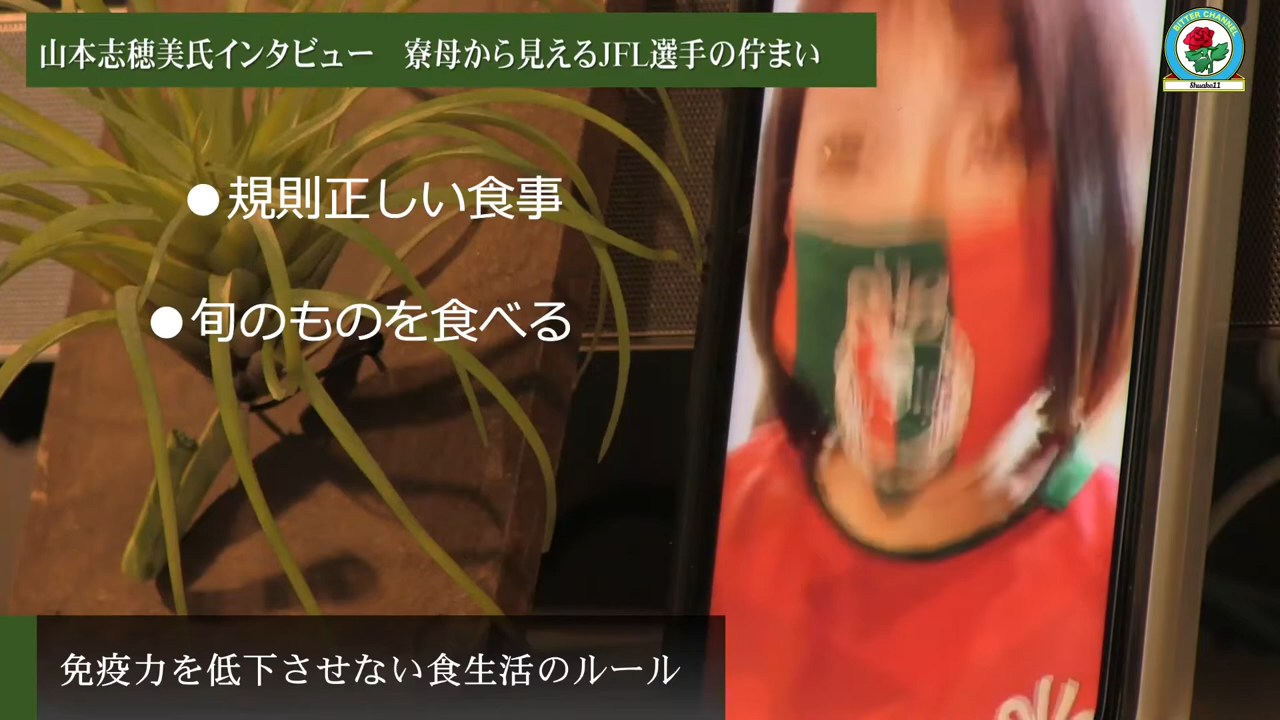 山本志穂美氏インタビュー　寮母から見えるJFL選手の佇まい
RITTER CHANNEL
Shuako11
●規則正しい食事
●旬のものを食べる
免疫力を低下させない食生活のルール